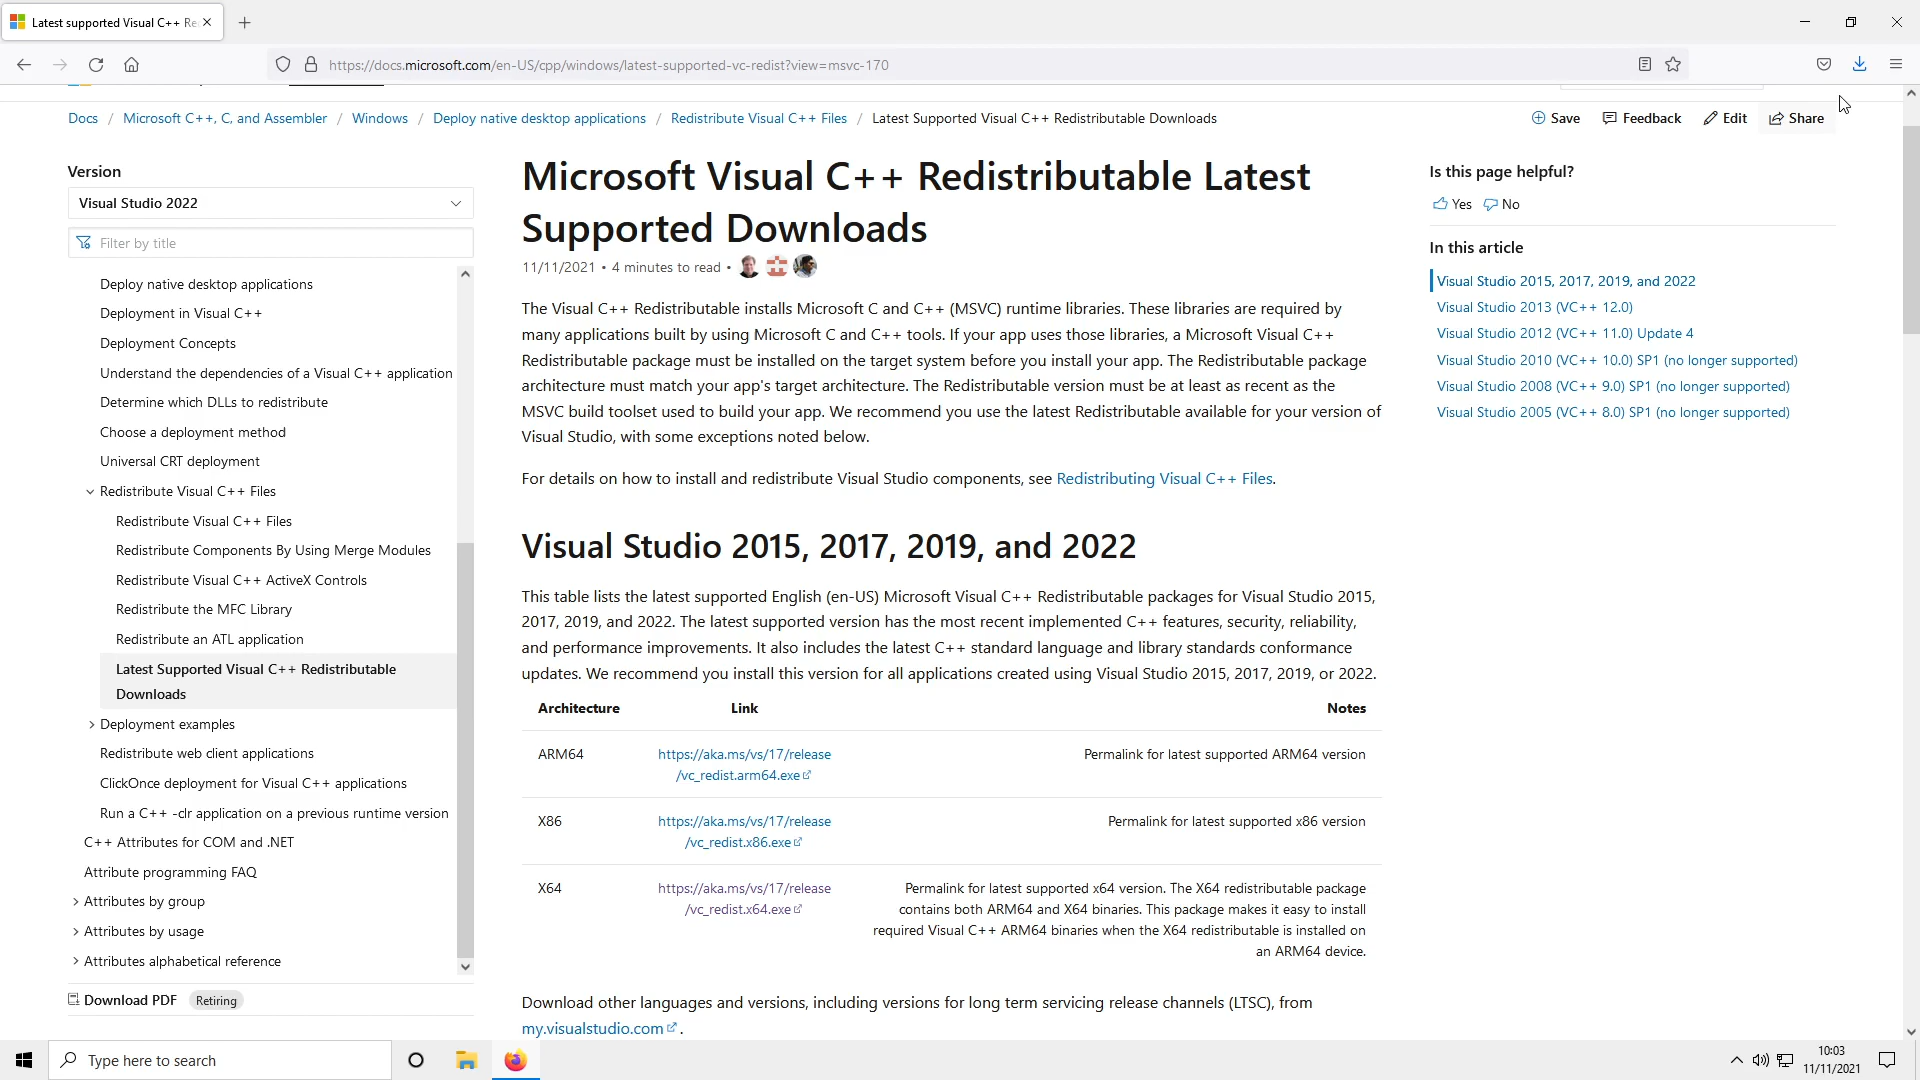 Latest supported Visual C++ Re
https://docs.microsoft.com/en-US/cpp/windows/latest-supported-vc-redist?view=msvc-170
Docs / Microsoft C++, C, and Assembler / Windows / Deploy native desktop applications / Redistribute Visual C++ Files / Latest Supported Visual C++ Redistributable Downloads
Save Feedback Edit Share
Version
Visual Studio 2022
Filter by title
Deploy native desktop applications
Deployment in Visual C++
Deployment Concepts
Understand the dependencies of a Visual C++ application
Determine which DLLs to redistribute
Choose a deployment method
Universal CRT deployment
Redistribute Visual C++ Files
Redistribute Visual C++ Files
Redistribute Components By Using Merge Modules
Redistribute Visual C++ ActiveX Controls
Redistribute the MFC Library
Redistribute an ATL application
Latest Supported Visual C++ Redistributable
Downloads
Deployment examples
Redistribute web client applications
ClickOnce deployment for Visual C++ applications
Run a C++ -clr application on a previous runtime version
C++ Attributes for COM and .NET
Attribute programming FAQ
Attributes by group
Attributes by usage
Attributes alphabetical reference
Download PDF Retiring
Microsoft Visual C++ Redistributable Latest
Supported Downloads
11/11/2021 • 4 minutes to read •
The Visual C++ Redistributable installs Microsoft C and C++ (MSVC) runtime libraries. These libraries are required by
many applications built by using Microsoft C and C++ tools. If your app uses those libraries, a Microsoft Visual C++
Redistributable package must be installed on the target system before you install your app. The Redistributable package
architecture must match your app's target architecture. The Redistributable version must be at least as recent as the
MSVC build toolset used to build your app. We recommend you use the latest Redistributable available for your version of
Visual Studio, with some exceptions noted below.
For details on how to install and redistribute Visual Studio components, see Redistributing Visual C++ Files.
Visual Studio 2015, 2017, 2019, and 2022
This table lists the latest supported English (en-US) Microsoft Visual C++ Redistributable packages for Visual Studio 2015,
2017, 2019, and 2022. The latest supported version has the most recent implemented C++ features, security, reliability,
and performance improvements. It also includes the latest C++ standard language and library standards conformance
updates. We recommend you install this version for all applications created using Visual Studio 2015, 2017, 2019, or 2022.
Architecture Link Notes
ARM64 https://aka.ms/vs/17/release Permalink for latest supported ARM64 version
/vc_redist.arm64.exe
X86 https://aka.ms/vs/17/release Permalink for latest supported x86 version
/vc_redist.x86.exe
X64 https://aka.ms/vs/17/release Permalink for latest supported x64 version. The X64 redistributable package
/vc_redist.x64.exe contains both ARM64 and X64 binaries. This package makes it easy to install
required Visual C++ ARM64 binaries when the X64 redistributable is installed on
an ARM64 device.
Download other languages and versions, including versions for long term servicing release channels (LTSC), from
my.visualstudio.com .
Is this page helpful?
Yes No
In this article
Visual Studio 2015, 2017, 2019, and 2022
Visual Studio 2013 (VC++ 12.0)
Visual Studio 2012 (VC++ 11.0) Update 4
Visual Studio 2010 (VC++ 10.0) SP1 (no longer supported)
Visual Studio 2008 (VC++ 9.0) SP1 (no longer supported)
Visual Studio 2005 (VC++ 8.0) SP1 (no longer supported)
Type here to search
10:03
11/11/2021